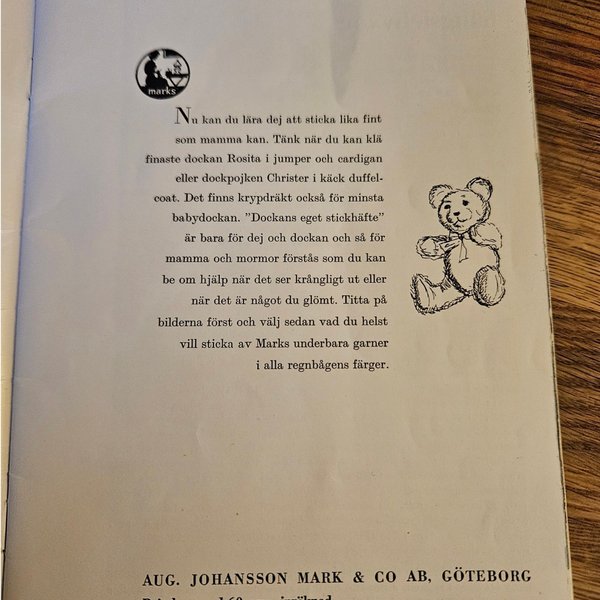 marks
Nu kan du lära dej att sticka lika fint
som mamma kan. Tänk när du kan klä
finaste dockan Rosita i jumper och cardigan
eller dockpojken Christer i käck duffel-
coat. Det finns krypdräkt också för minsta
babydockan. "Dockans eget stickhäfte"
är bara för dej och dockan och så för
mamma och mormor förstås som du kan
be om hjälp när det ser krångligt ut eller
när det är något du glömt. Titta på
bilderna först och välj sedan vad du helst
vill sticka av Marks underbara garner
i alla regnbågens färger.
AUG. JOHANSSON MARK & CO AB, GÖTEBORG